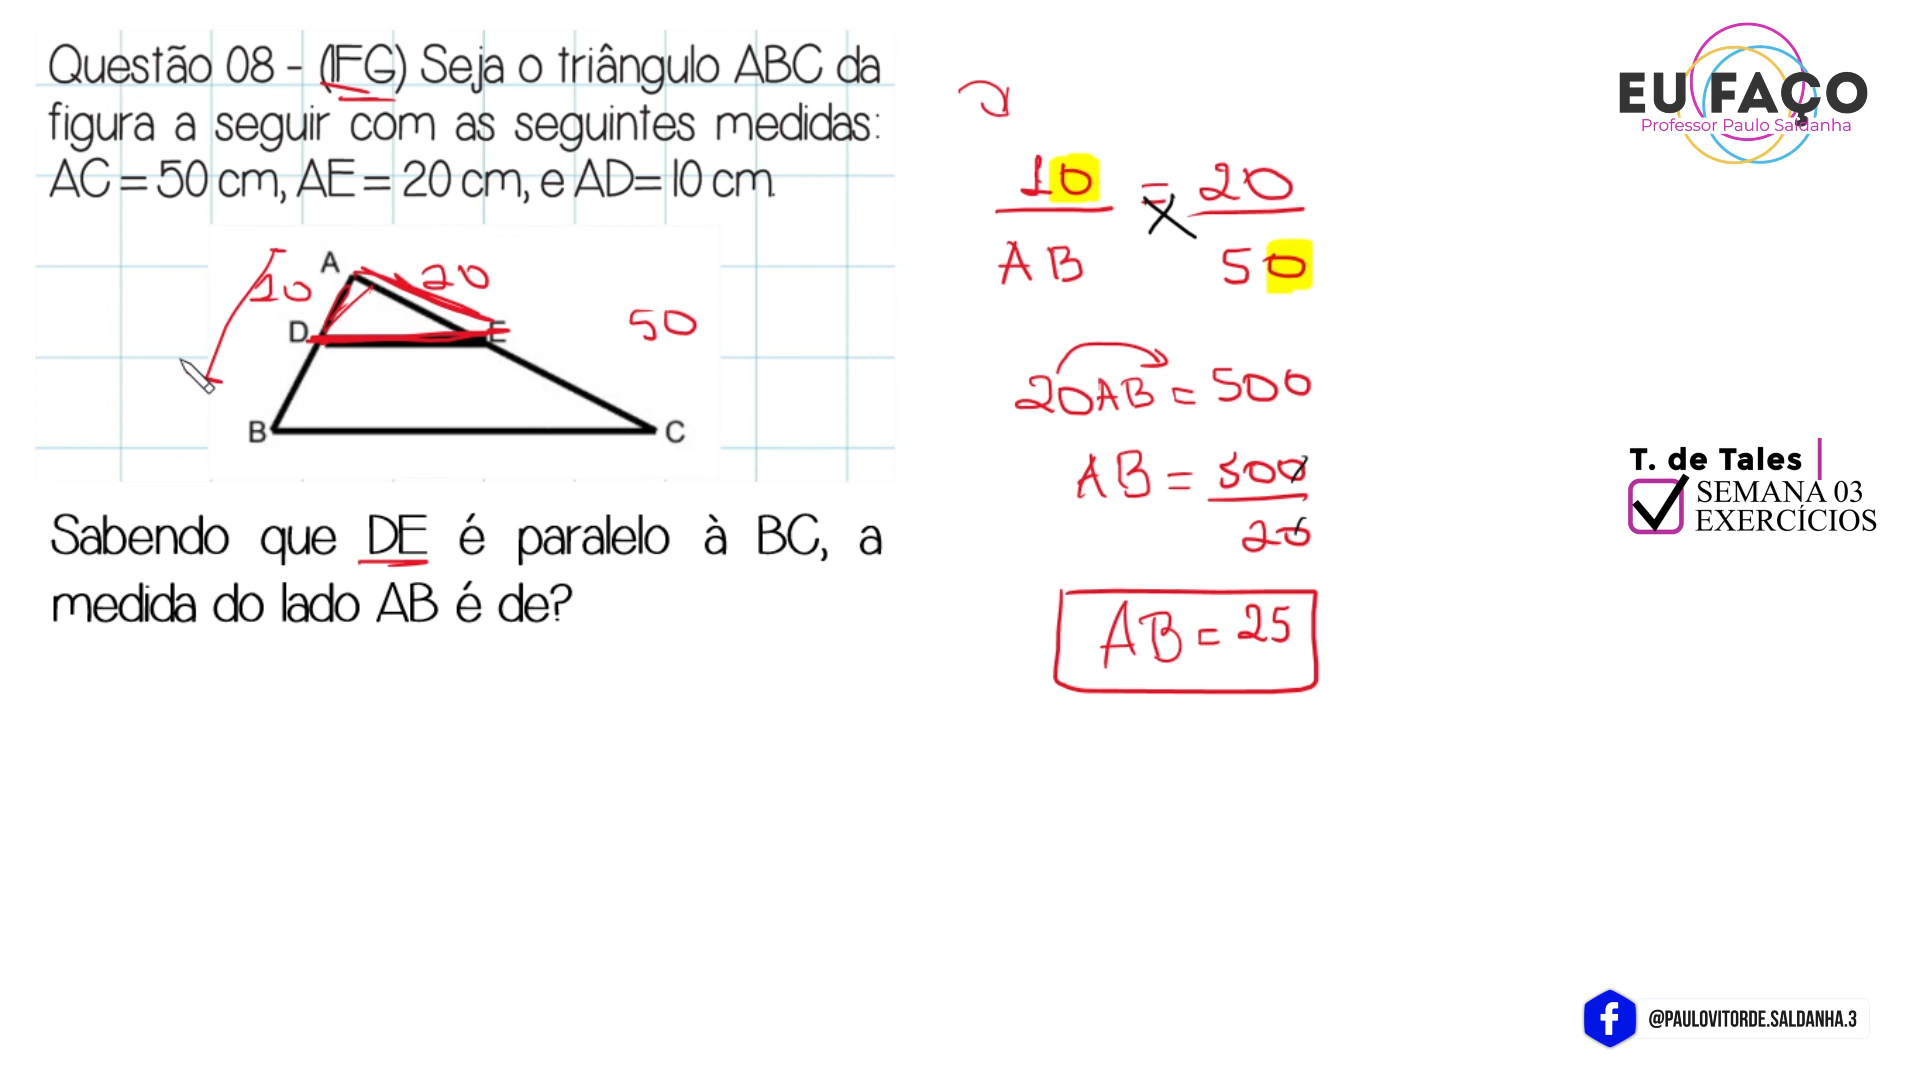 Questão 08 - (IFG) Seja o triângulo ABC da
figura a seguir com as seguintes medidas:
AC = 50 cm, AE = 20 cm, e AD= 10 cm.
A
10
20
D
E
50
B
C
Sabendo que DE é paralelo à BC, a
medida do lado AB é de?
10 = 20
AB 50
20AB = 500
AB = 500
20
AB = 25
EU FAÇO
Professor Paulo Saldanha
T. de Tales
SEMANA 03
EXERCÍCIOS
f @PAULOVITORDE.SALDANHA.3